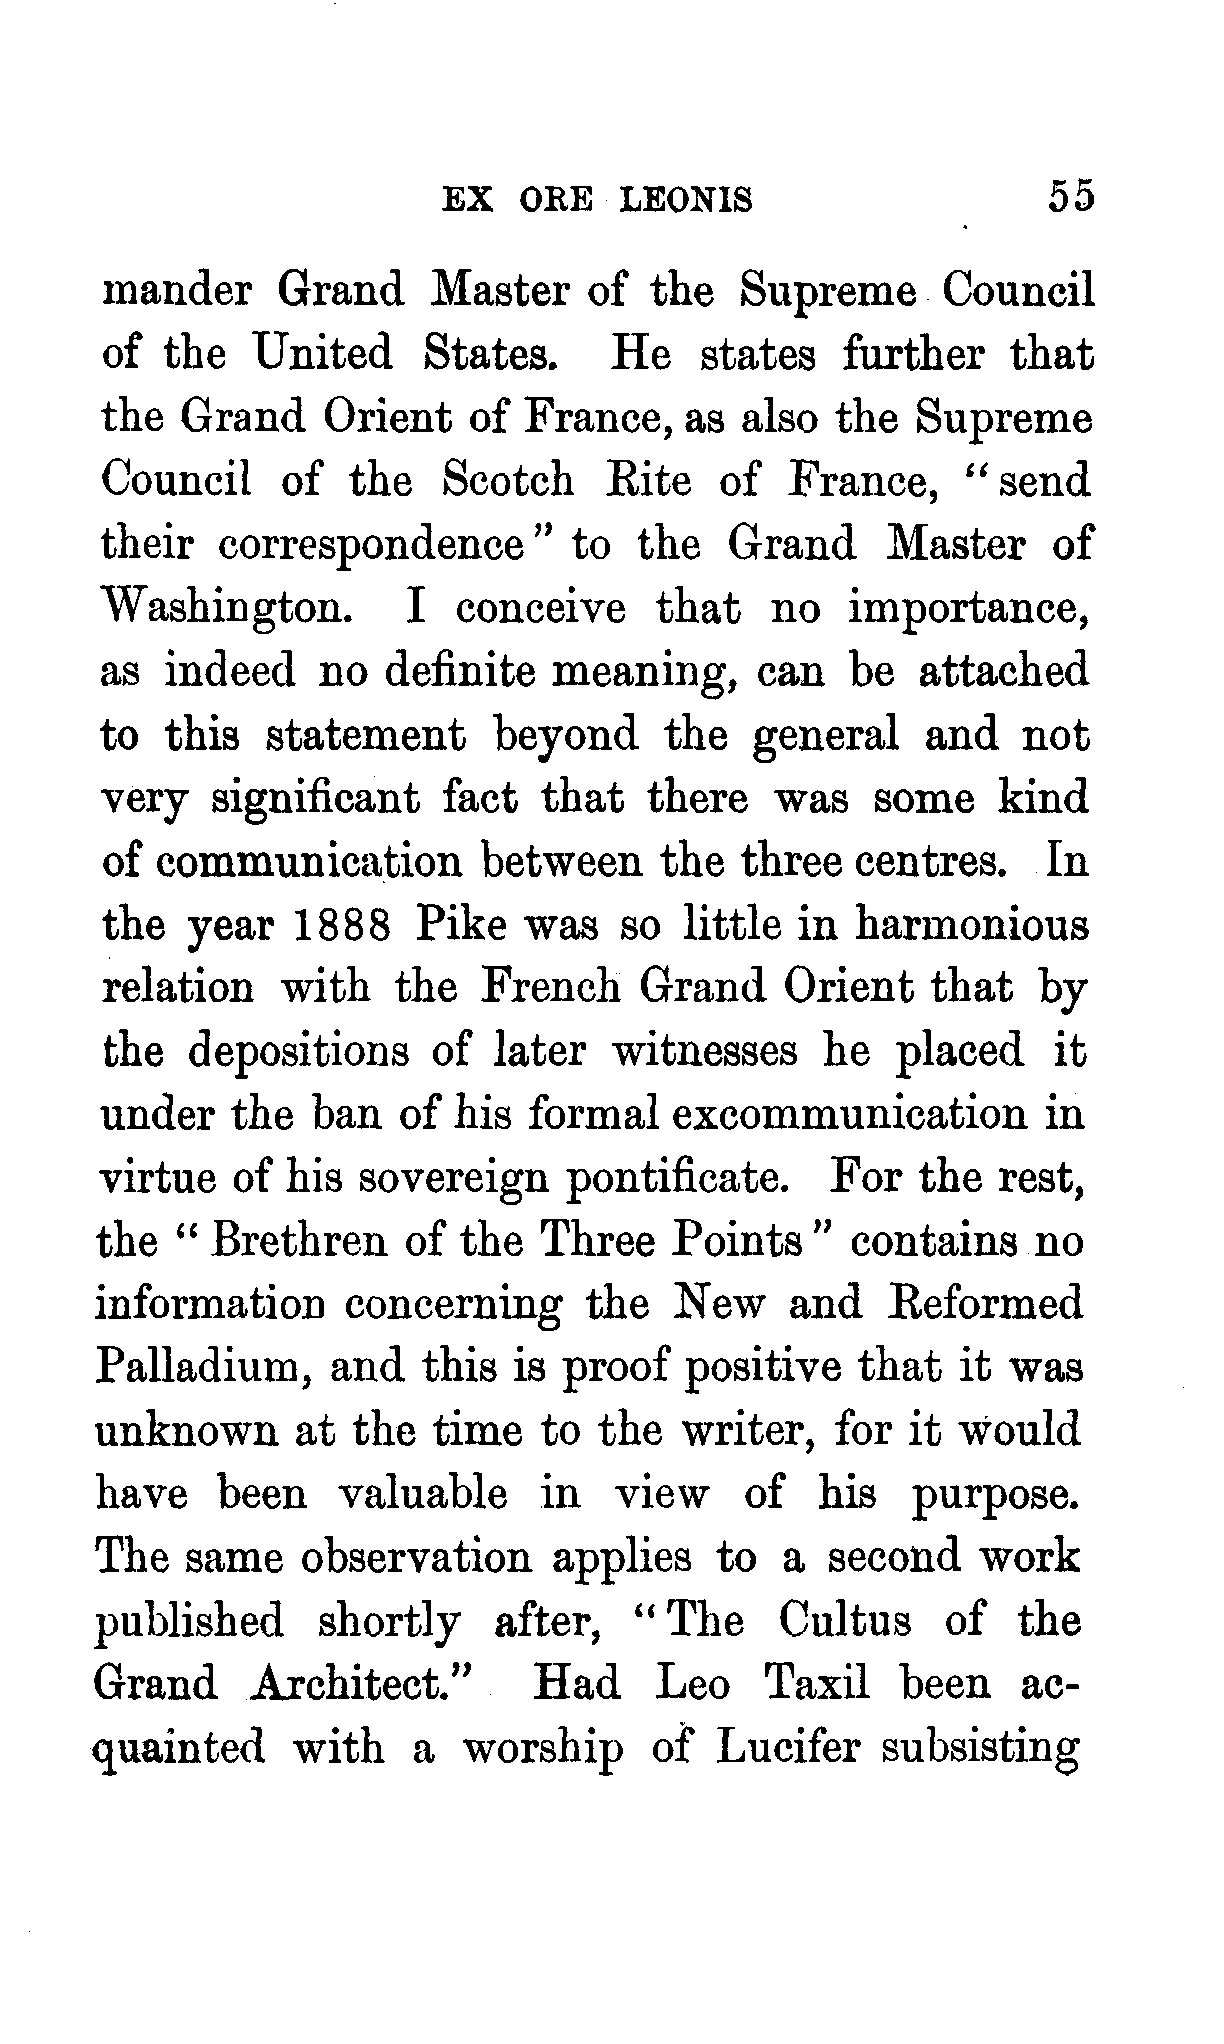 EX ORE LEONIS 55
mander Grand Master of the Supreme Council
of the United States. He states further that
the Grand Orient of France, as also the Supreme
Council of the Scotch Rite of France, “ send
their correspondence ” to the Grand Master of
Washington. I conceive that no importance,
as indeed no definite meaning, can be attached
to this statement beyond the general and not
very significant fact that there was some kind
of communication between the three centres. In
the year 1888 Pike was so little in harmonious
relation with the French Grand Orient that by
the depositions of later witnesses he placed it
under the ban of his formal excommunication in
virtue of his sovereign pontificate. For the rest,
the “ Brethren of the Three Points ” contains no
information concerning the New and Reformed
Palladium, and this is proof positive that it was
unknown at the time to the writer, for it would
have been valuable in view of his purpose.
The same observation applies to a second work
published shortly after, “ The Cultus of the
Grand Architect.” Had Leo Taxil been ac-
quainted with a worship of Lucifer subsisting